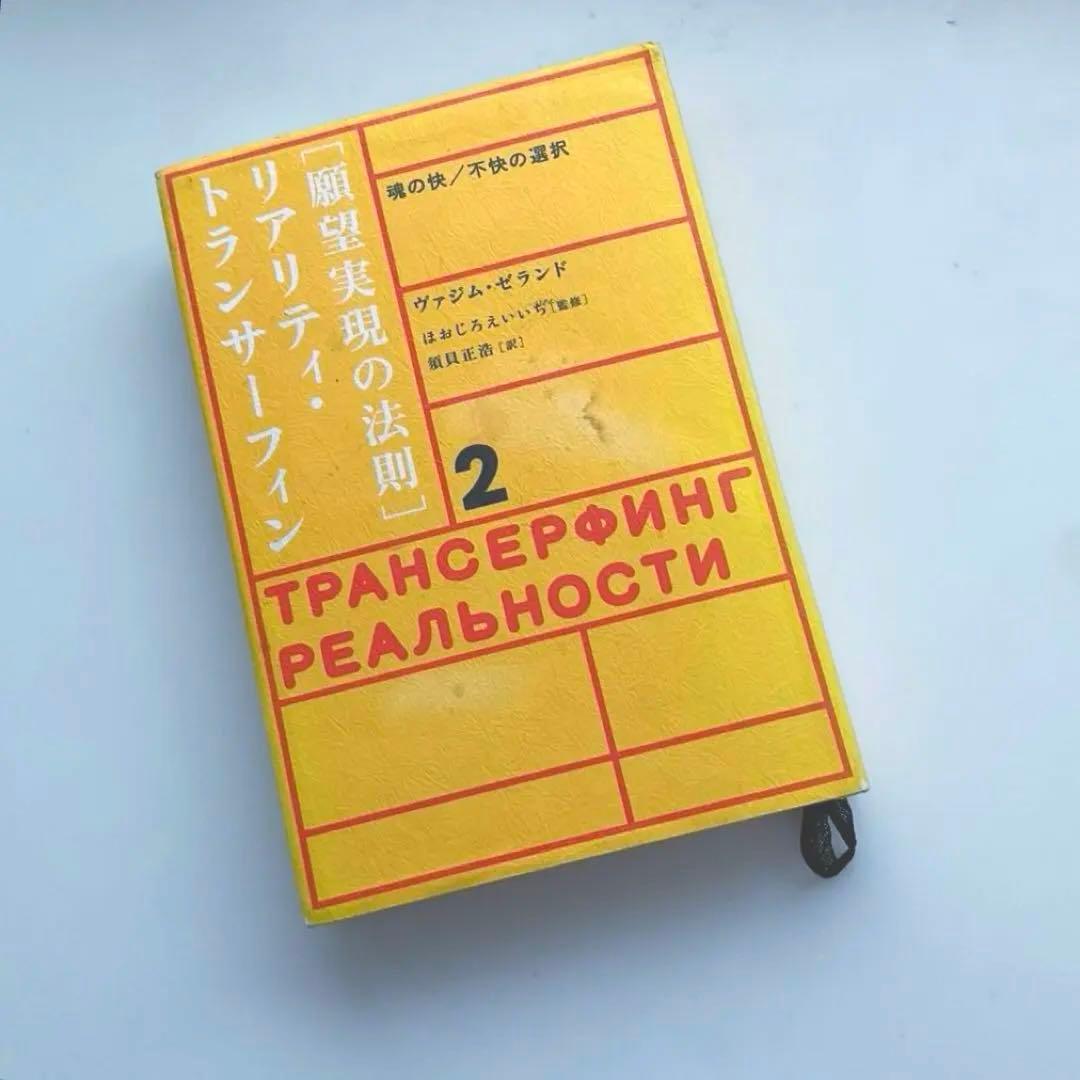 [願望実現の法則]
リアリティ・
トランサーフィン
魂の快/不快の選択
ヴァジム・ゼランド
ほおじろえいいち[監修]
須貝正浩[訳]
2
ТРАНСЕРФИНГ
РЕАЛЬНОСТИ